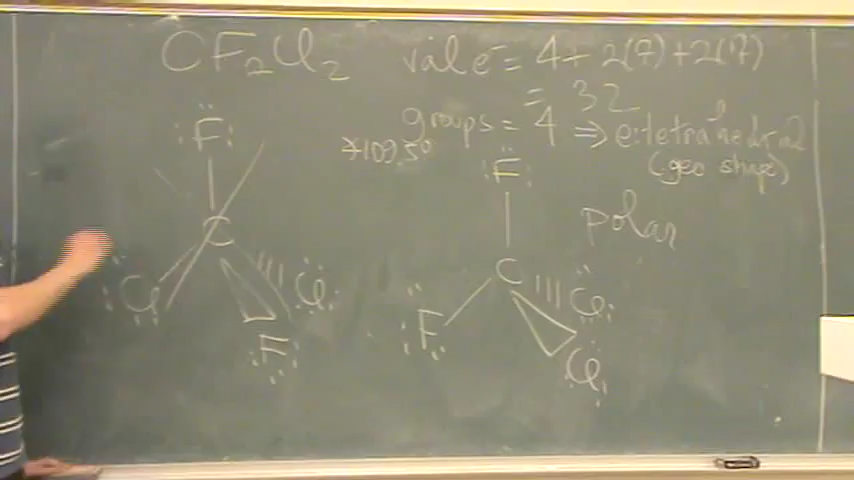 CF2Cl2 val e⁻ = 4 + 2(7) + 2(7)
= 32
groups = 4 ⇒ e⁻: tetrahedral
*109.5° (geo shape)
polar
F
C
Cl
Cl
F
F
C
F
Cl
Cl